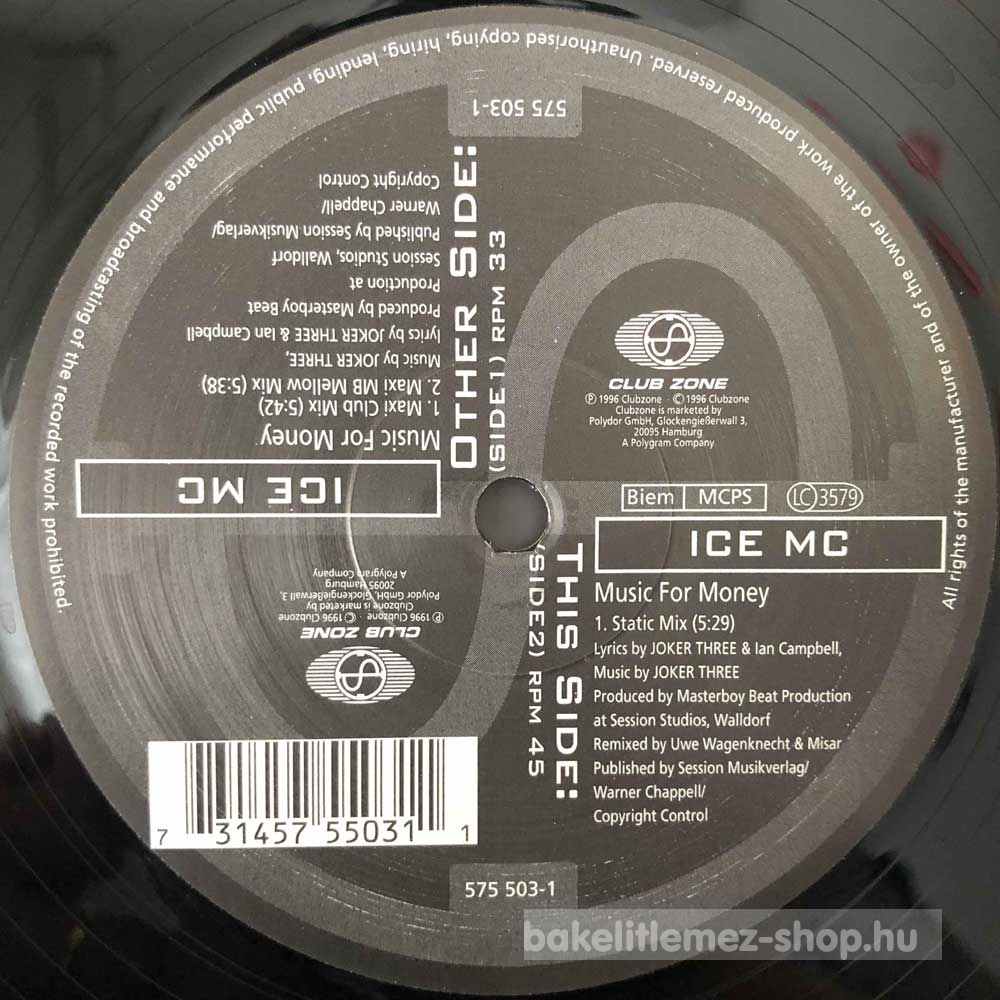 All rights of the manufacturer and of the owner of the work produced reserved. Unauthorised copying, hiring, lending, public performance and broadcasting of the recorded work prohibited.
575 503-1
OTHER SIDE:
(SIDE 1) RPM 33
ICE MC
Music For Money
1. Maxi Club Mix (5:42)
2. Maxi MB Mellow Mix (5:38)
Music by JOKER THREE,
lyrics by JOKER THREE & Ian Campbell
Produced by Masterboy Beat
Production at
Session Studios, Walldorf
Published by Session Musikverlag/
Warner Chappell/
Copyright Control
CLUB ZONE
℗ 1996 Clubzone · © 1996 Clubzone
Clubzone is marketed by
Polydor GmbH, Glockengießerwall 3,
20095 Hamburg
A Polygram Company
CLUB ZONE
℗ 1996 Clubzone · © 1996 Clubzone
Clubzone is marketed by
Polydor GmbH, Glockengießerwall 3,
20095 Hamburg
A Polygram Company
Biem MCPS LC 3579
THIS SIDE:
(SIDE2) RPM 45
ICE MC
Music For Money
1. Static Mix (5:29)
Lyrics by JOKER THREE & Ian Campbell,
Music by JOKER THREE
Produced by Masterboy Beat Production
at Session Studios, Walldorf
Remixed by Uwe Wagenknecht & Misar
Published by Session Musikverlag/
Warner Chappell/
Copyright Control
7 31457 55031 1
575 503-1
bakelitlemez-shop.hu